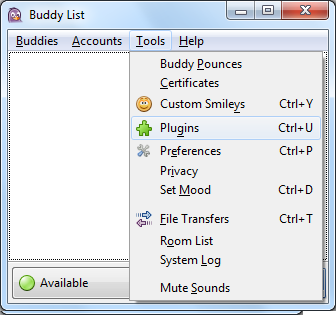 Buddy List
Buddies Accounts Tools Help
Buddy Pounces
Certificates
Custom Smileys Ctrl+Y
Plugins Ctrl+U
Preferences Ctrl+P
Privacy
Set Mood Ctrl+D
File Transfers Ctrl+T
Room List
System Log
Mute Sounds
Available